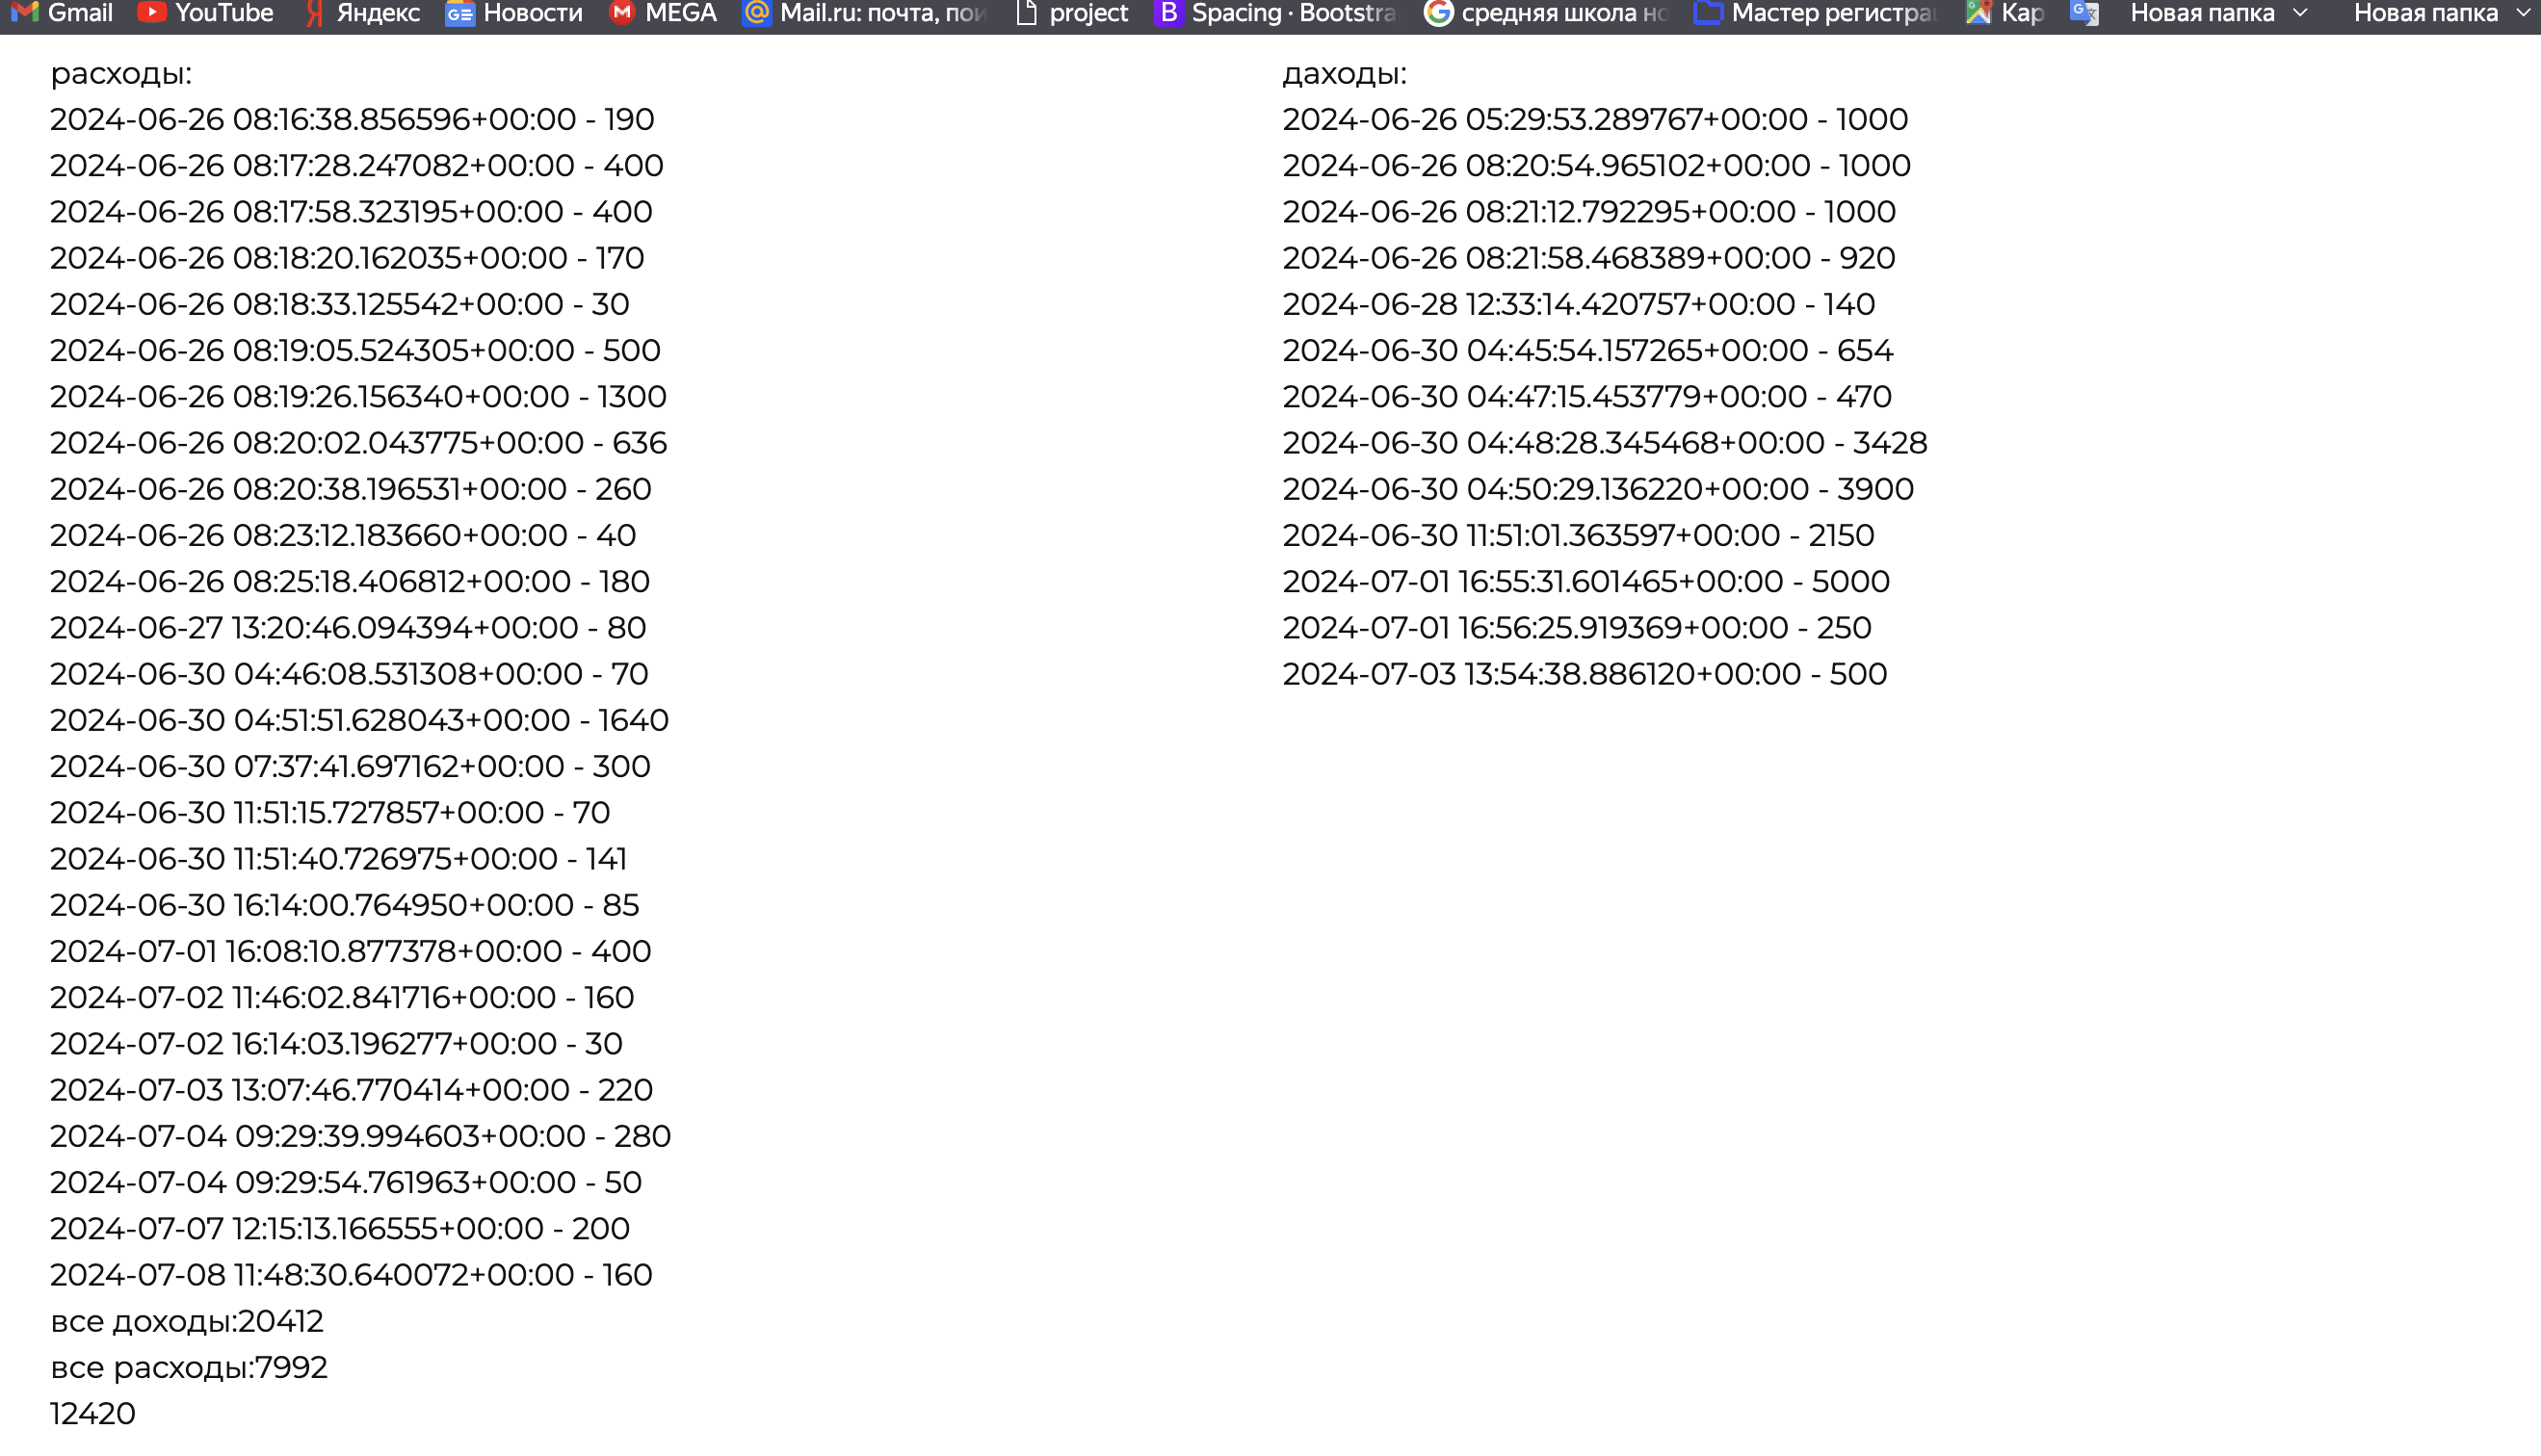 Gmail YouTube Яндекс Новости MEGA Mail.ru: почта, пои project Spacing · Bootstra средняя школа но Мастер регистра Кар Новая папка Новая папка
расходы:
2024-06-26 08:16:38.856596+00:00 - 190
2024-06-26 08:17:28.247082+00:00 - 400
2024-06-26 08:17:58.323195+00:00 - 400
2024-06-26 08:18:20.162035+00:00 - 170
2024-06-26 08:18:33.125542+00:00 - 30
2024-06-26 08:19:05.524305+00:00 - 500
2024-06-26 08:19:26.156340+00:00 - 1300
2024-06-26 08:20:02.043775+00:00 - 636
2024-06-26 08:20:38.196531+00:00 - 260
2024-06-26 08:23:12.183660+00:00 - 40
2024-06-26 08:25:18.406812+00:00 - 180
2024-06-27 13:20:46.094394+00:00 - 80
2024-06-30 04:46:08.531308+00:00 - 70
2024-06-30 04:51:51.628043+00:00 - 1640
2024-06-30 07:37:41.697162+00:00 - 300
2024-06-30 11:51:15.727857+00:00 - 70
2024-06-30 11:51:40.726975+00:00 - 141
2024-06-30 16:14:00.764950+00:00 - 85
2024-07-01 16:08:10.877378+00:00 - 400
2024-07-02 11:46:02.841716+00:00 - 160
2024-07-02 16:14:03.196277+00:00 - 30
2024-07-03 13:07:46.770414+00:00 - 220
2024-07-04 09:29:39.994603+00:00 - 280
2024-07-04 09:29:54.761963+00:00 - 50
2024-07-07 12:15:13.166555+00:00 - 200
2024-07-08 11:48:30.640072+00:00 - 160
все доходы:20412
все расходы:7992
12420
даходы:
2024-06-26 05:29:53.289767+00:00 - 1000
2024-06-26 08:20:54.965102+00:00 - 1000
2024-06-26 08:21:12.792295+00:00 - 1000
2024-06-26 08:21:58.468389+00:00 - 920
2024-06-28 12:33:14.420757+00:00 - 140
2024-06-30 04:45:54.157265+00:00 - 654
2024-06-30 04:47:15.453779+00:00 - 470
2024-06-30 04:48:28.345468+00:00 - 3428
2024-06-30 04:50:29.136220+00:00 - 3900
2024-06-30 11:51:01.363597+00:00 - 2150
2024-07-01 16:55:31.601465+00:00 - 5000
2024-07-01 16:56:25.919369+00:00 - 250
2024-07-03 13:54:38.886120+00:00 - 500